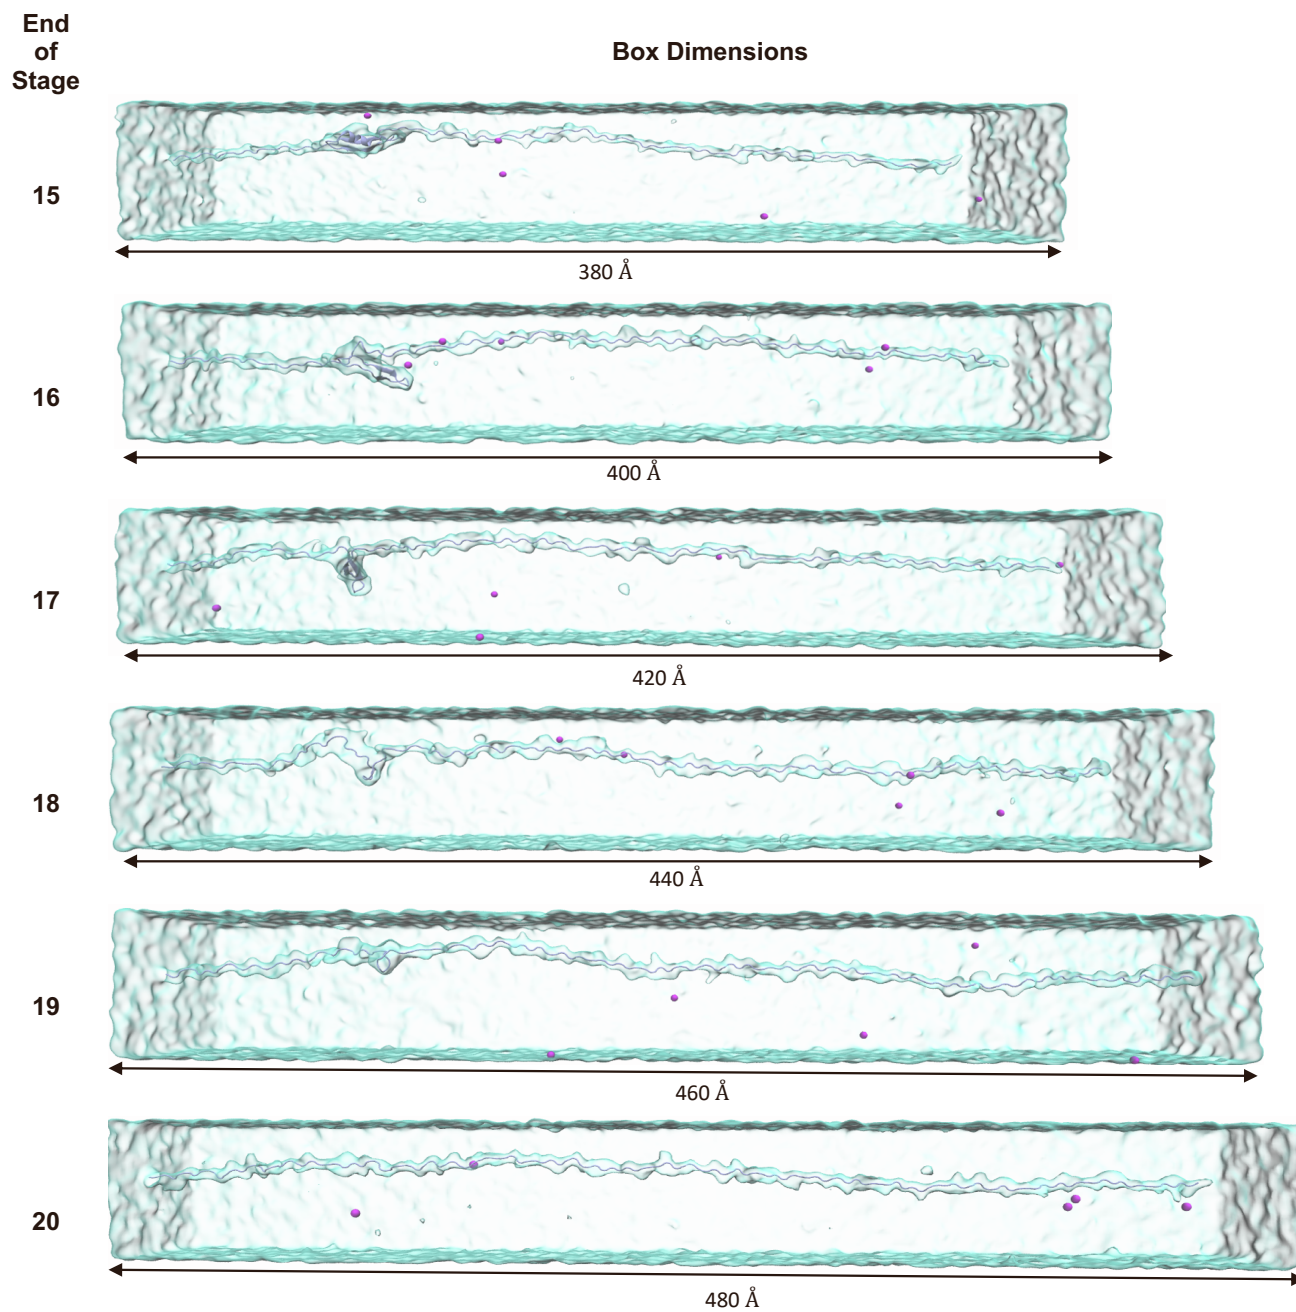 End
of
Stage
Box Dimensions
15
380 Å
16
400 Å
17
420 Å
18
440 Å
19
460 Å
20
480 Å